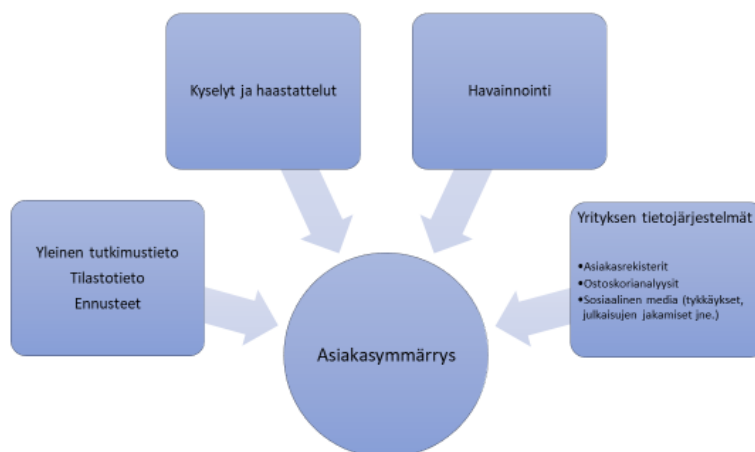 Kyselyt ja haastattelut
Havainnointi
Yleinen tutkimustieto
Tilastotieto
Ennusteet
Yrityksen tietojärjestelmät
•Asiakasrekisterit
•Ostoskorianalyysit
•Sosiaalinen media (tykkäykset,
julkaisujen jakamiset jne.)
Asiakasymmärrys